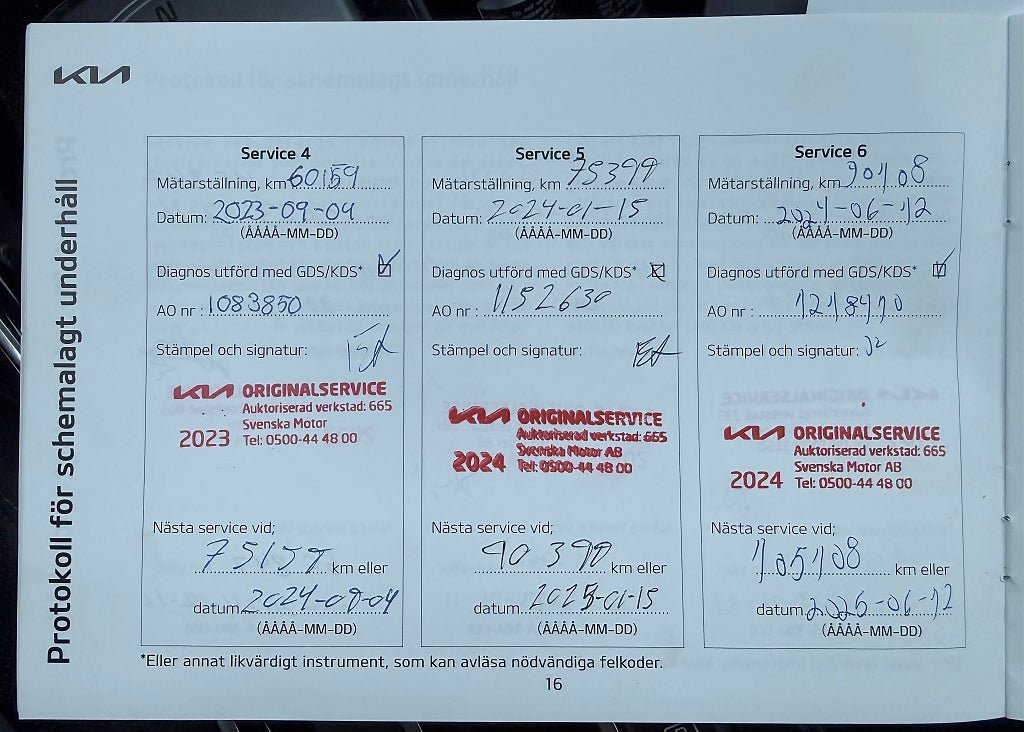 KIA
Protokoll för schemalagt underhåll
Service 4
Mätarställning, km 60159
Datum: 2023-09-04
(ÅÅÅÅ-MM-DD)
Diagnos utförd med GDS/KDS*
AO nr : 1083850
Stämpel och signatur:
KIA ORIGINALSERVICE
Auktoriserad verkstad: 665
Svenska Motor
2023 Tel: 0500-44 48 00
Nästa service vid;
75159 km eller
datum 2024-09-04
(ÅÅÅÅ-MM-DD)
Service 5
Mätarställning, km 75399
Datum: 2024-01-15
(ÅÅÅÅ-MM-DD)
Diagnos utförd med GDS/KDS*
AO nr : 1152630
Stämpel och signatur:
KIA ORIGINALSERVICE
Auktoriserad verkstad: 665
Svenska Motor AB
2024 Tel: 0500-44 48 00
Nästa service vid;
90399 km eller
datum 2025-01-15
(ÅÅÅÅ-MM-DD)
Service 6
Mätarställning, km 90108
Datum: 2024-06-12
(ÅÅÅÅ-MM-DD)
Diagnos utförd med GDS/KDS*
AO nr :
Stämpel och signatur:
KIA ORIGINALSERVICE
Auktoriserad verkstad: 665
Svenska Motor AB
2024 Tel: 0500-44 48 00
Nästa service vid;
105108 km eller
datum 2025-06-12
(ÅÅÅÅ-MM-DD)
*Eller annat likvärdigt instrument, som kan avläsa nödvändiga felkoder.
16